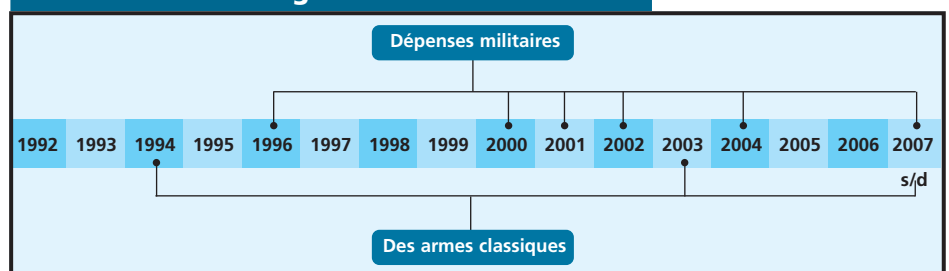 Dépenses militaires
1992 1993 1994 1995 1996 1997 1998 1999 2000 2001 2002 2003 2004 2005 2006 2007
s/d
Des armes classiques